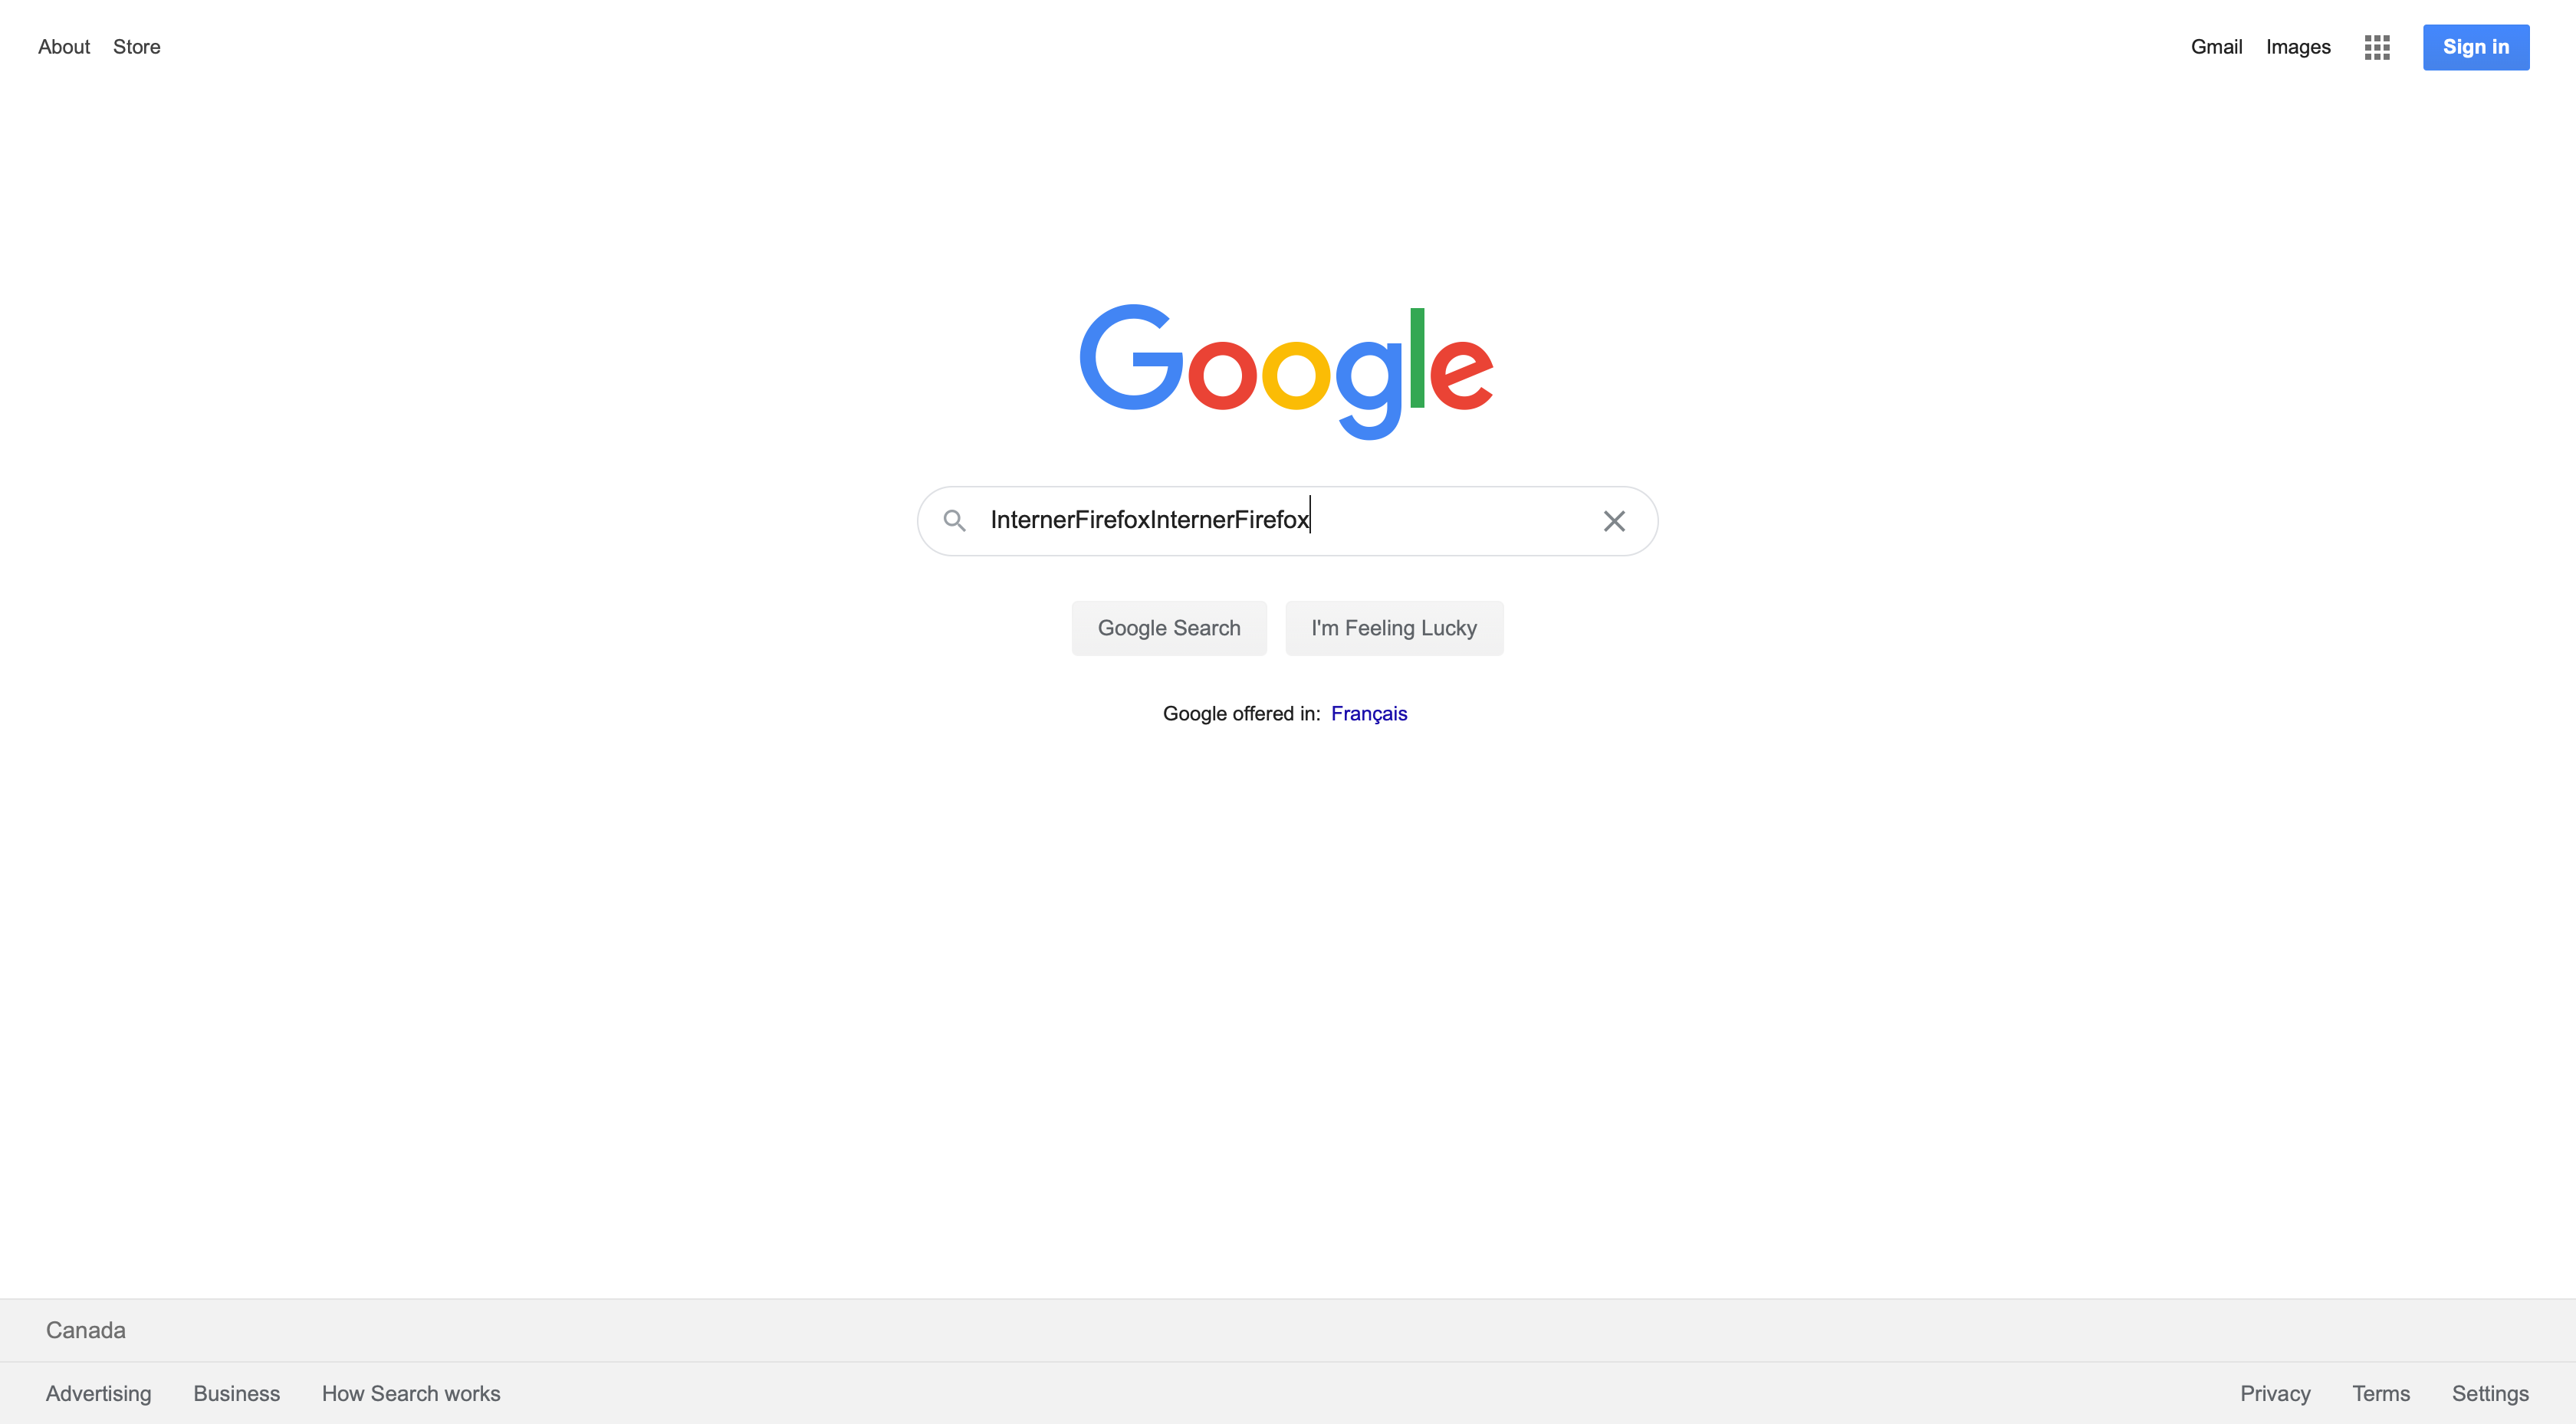 About Store
Gmail Images Sign in
Google
InternerFirefoxInternerFirefox
Google Search I'm Feeling Lucky
Google offered in: Français
Canada
Advertising Business How Search works
Privacy Terms Settings